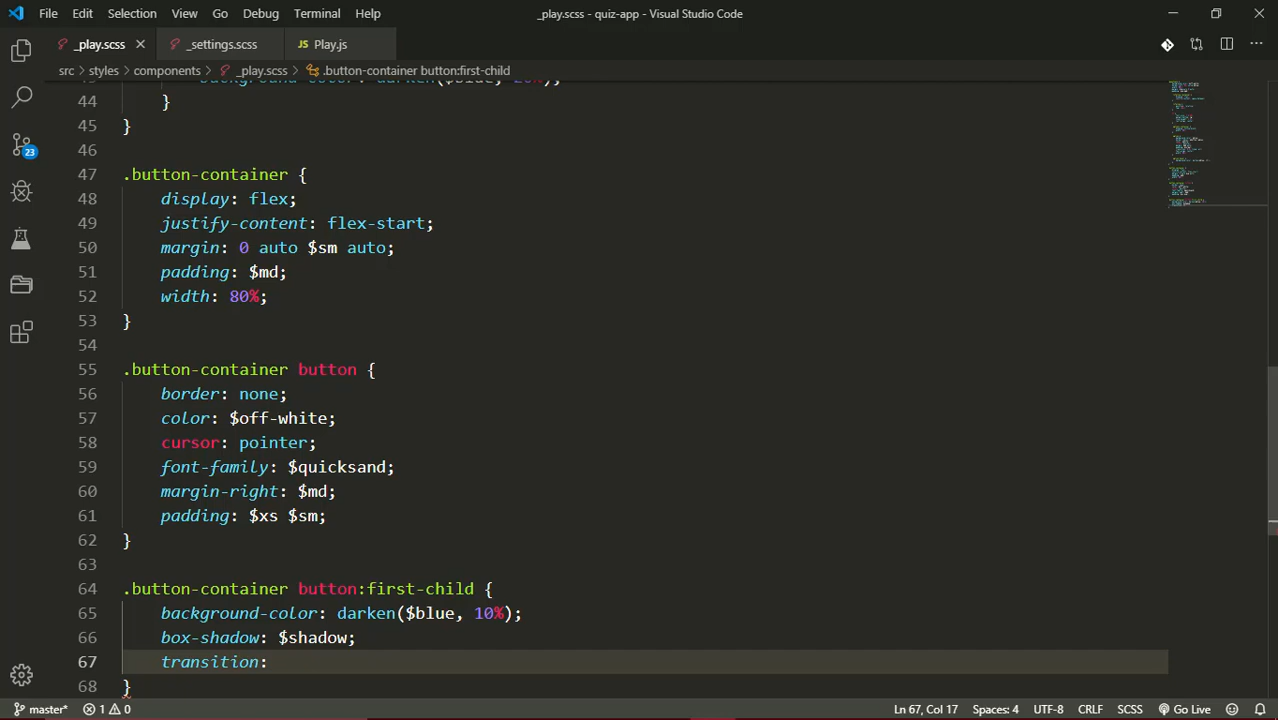 File Edit Selection View Go Debug Terminal Help
_play.scss - quiz-app - Visual Studio Code
_play.scss
_settings.scss
Play.js
src > styles > components > _play.scss > .button-container button:first-child
44 }
45 }
46
47 .button-container {
48 display: flex;
49 justify-content: flex-start;
50 margin: 0 auto $sm auto;
51 padding: $md;
52 width: 80%;
53 }
54
55 .button-container button {
56 border: none;
57 color: $off-white;
58 cursor: pointer;
59 font-family: $quicksand;
60 margin-right: $md;
61 padding: $xs $sm;
62 }
63
64 .button-container button:first-child {
65 background-color: darken($blue, 10%);
66 box-shadow: $shadow;
67 transition:
68 }
23
master* 1 0 Ln 67, Col 17 Spaces: 4 UTF-8 CRLF SCSS Go Live